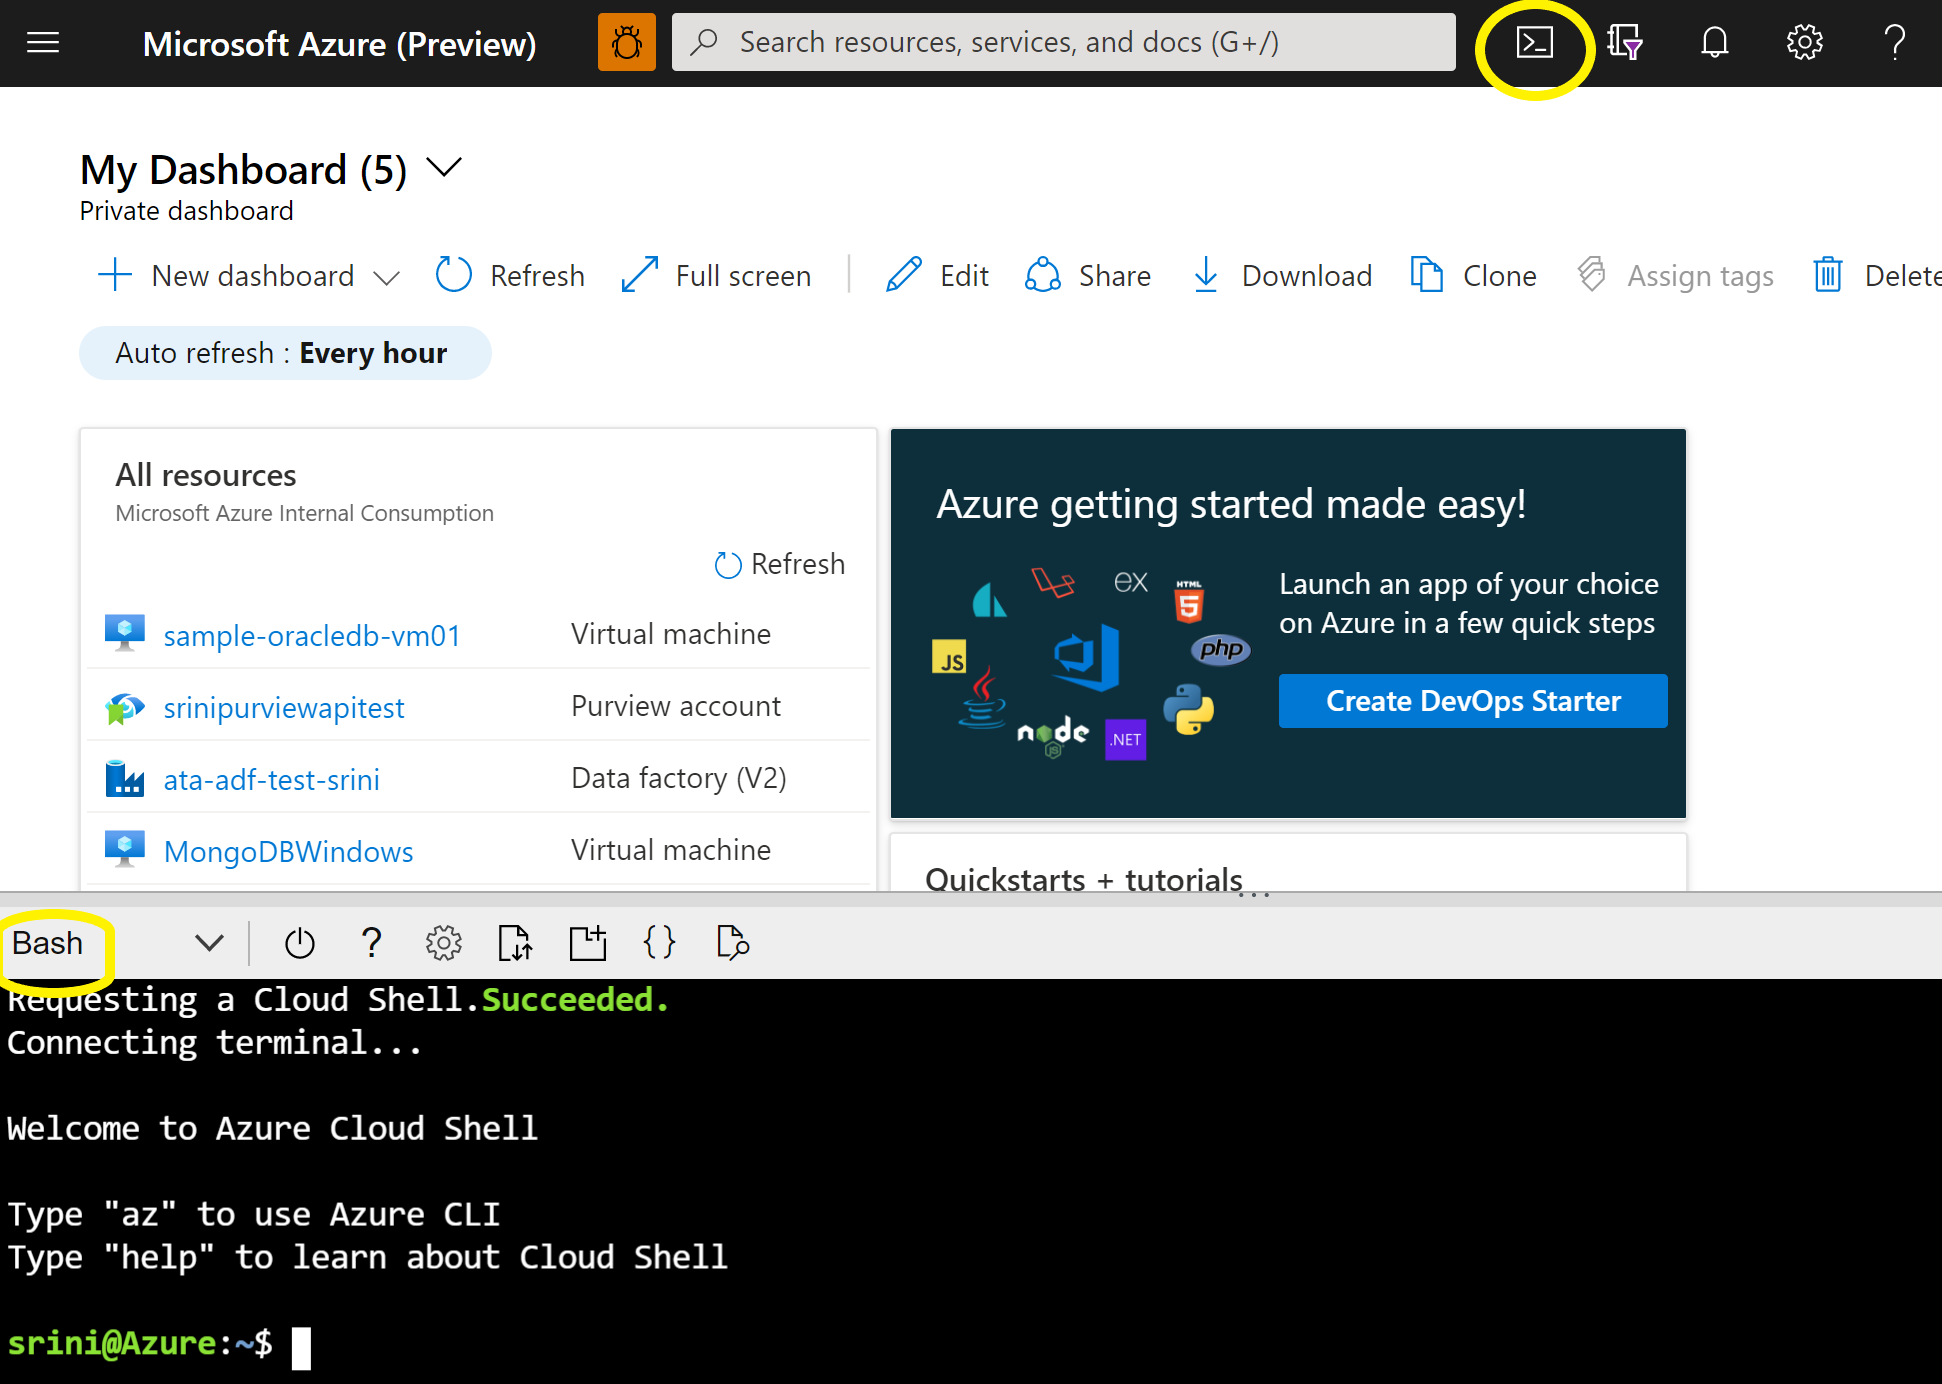 Microsoft Azure (Preview)
Search resources, services, and docs (G+/)
My Dashboard (5)
Private dashboard
New dashboard
Refresh
Full screen
Edit
Share
Download
Clone
Assign tags
Delete
Auto refresh : Every hour
All resources
Microsoft Azure Internal Consumption
Refresh
sample-oracledb-vm01 Virtual machine
srinipurviewapitest Purview account
ata-adf-test-srini Data factory (V2)
MongoDBWindows Virtual machine
Azure getting started made easy!
ex
HTML
5
JS
php
node
JS
.NET
Launch an app of your choice
on Azure in a few quick steps
Create DevOps Starter
Quickstarts + tutorials
Bash
Requesting a Cloud Shell.Succeeded.
Connecting terminal...
Welcome to Azure Cloud Shell
Type "az" to use Azure CLI
Type "help" to learn about Cloud Shell
srini@Azure:~$